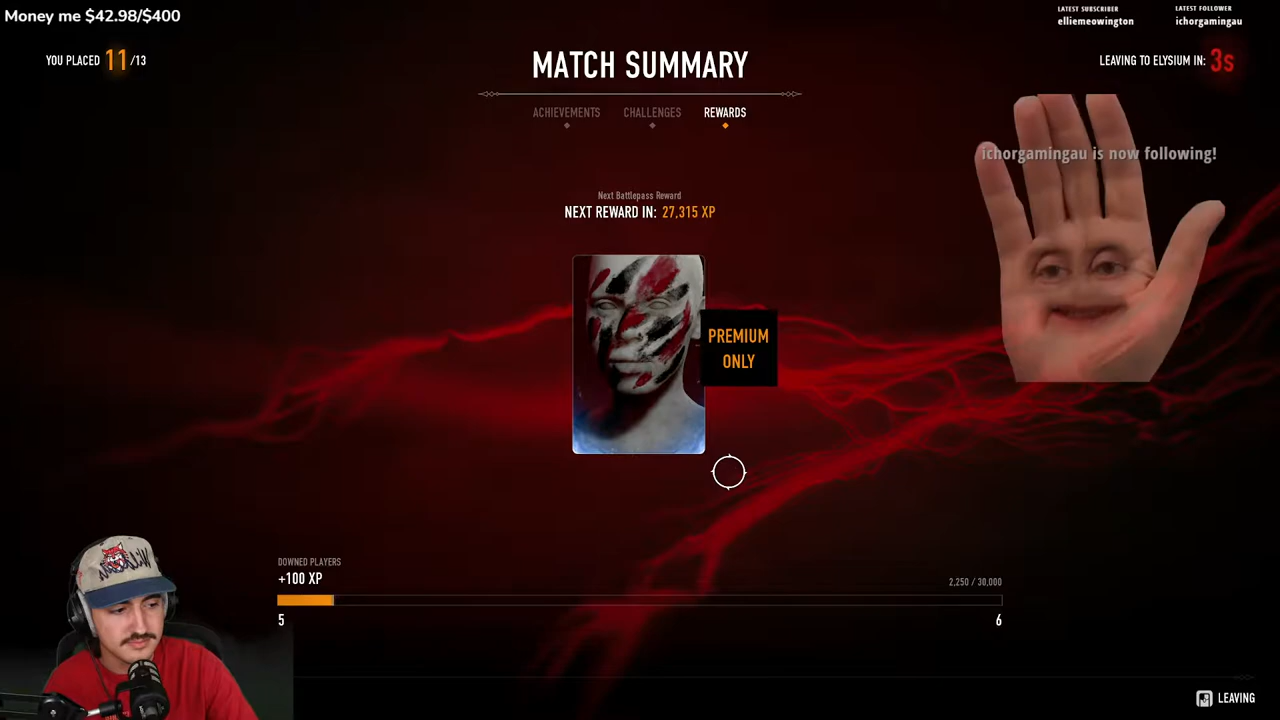 Money me $42.98/$400
LATEST SUBSCRIBER
elliemeowington
LATEST FOLLOWER
ichorgamingau
YOU PLACED 11/13
MATCH SUMMARY
LEAVING TO ELYSIUM IN: 3s
ACHIEVEMENTS CHALLENGES REWARDS
ichorgamingau is now following!
Next Battlepass Reward
NEXT REWARD IN: 27,315 XP
PREMIUM
ONLY
DOWNED PLAYERS
+100 XP
2,250 / 30,000
5
6
LEAVING